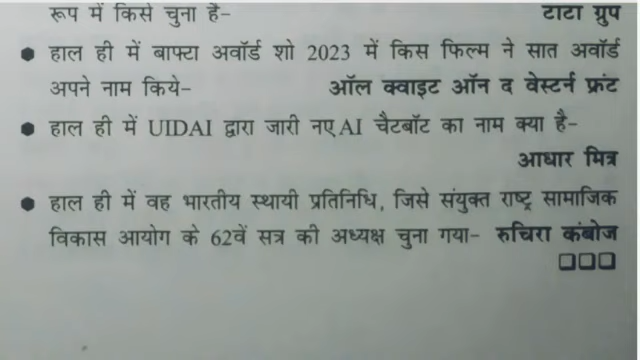 रूप में किसे चुना है- टाटा ग्रुप
● हाल ही में बाफ्टा अवॉर्ड शो 2023 में किस फिल्म ने सात अवॉर्ड
अपने नाम किये- ऑल क्वाइट ऑन द वेस्टर्न फ्रंट
● हाल ही में UIDAI द्वारा जारी नए AI चैटबॉट का नाम क्या है-
आधार मित्र
● हाल ही में वह भारतीय स्थायी प्रतिनिधि, जिसे संयुक्त राष्ट्र सामाजिक
विकास आयोग के 62वें सत्र की अध्यक्ष चुना गया- रुचिरा कंबोज
❑❑❑